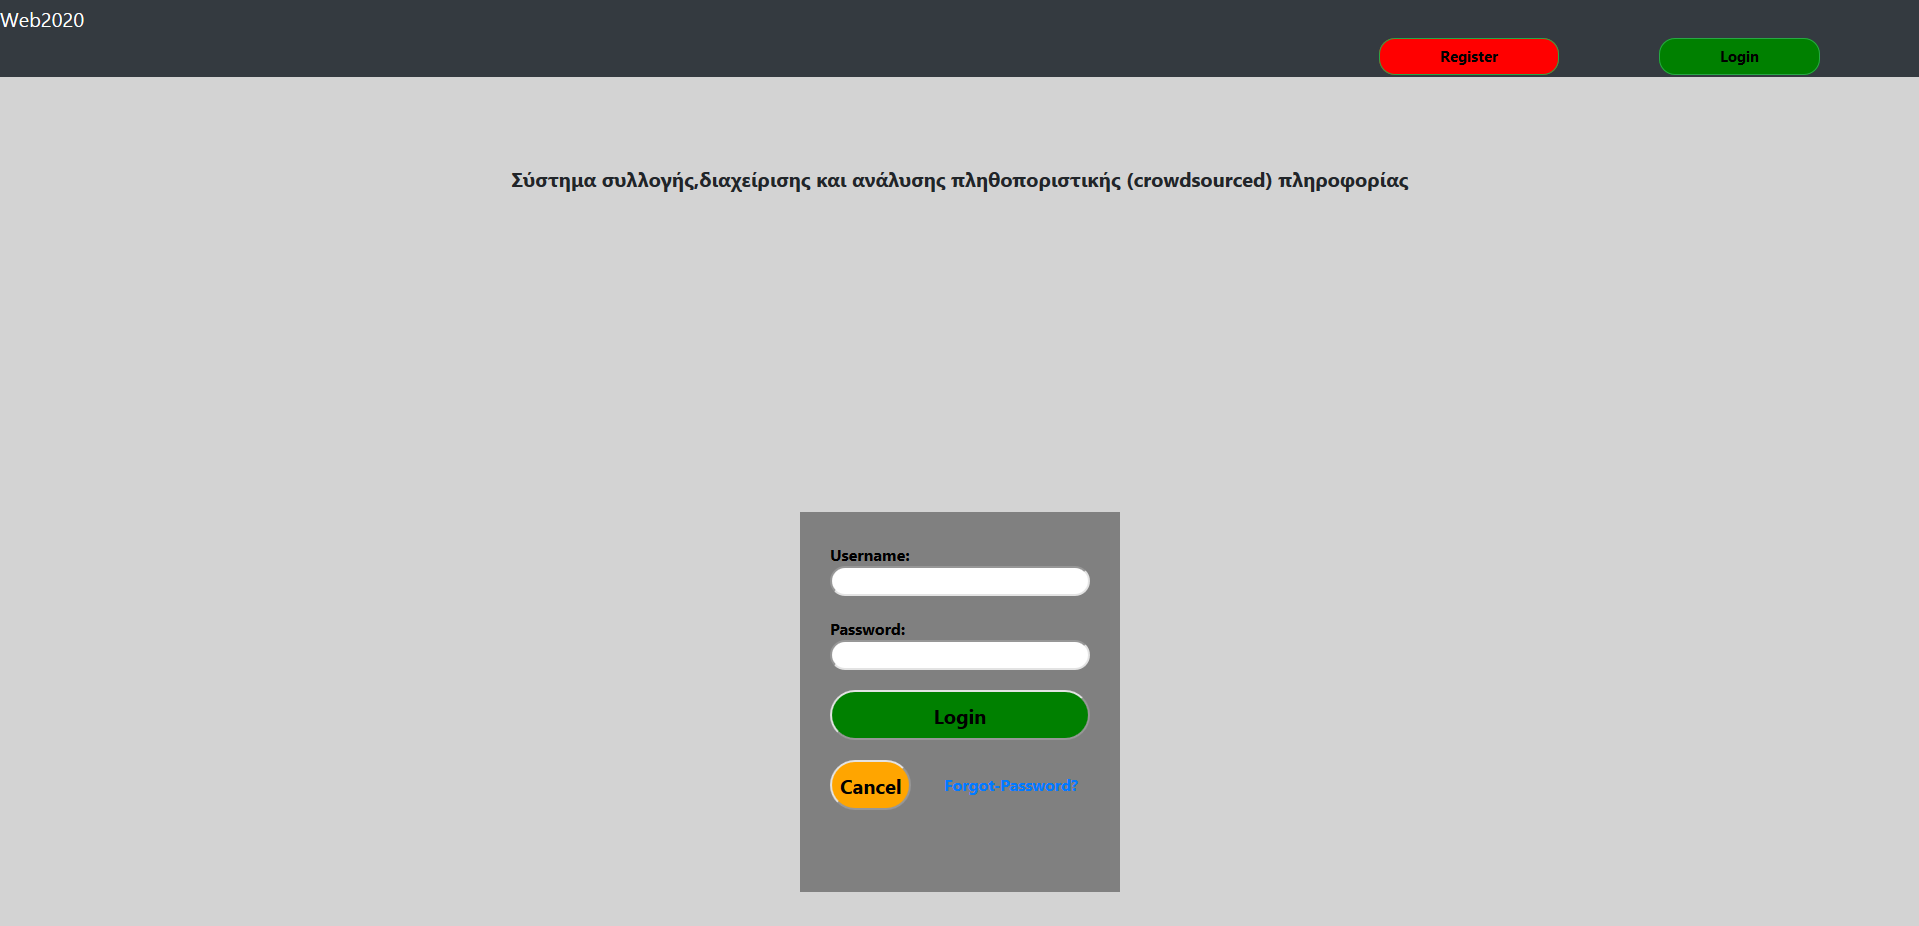 Web2020
Register Login
Σύστημα συλλογής,διαχείρισης και ανάλυσης πληθοποριστικής (crowdsourced) πληροφορίας
Username:
Password:
Login
Cancel Forgot-Password?